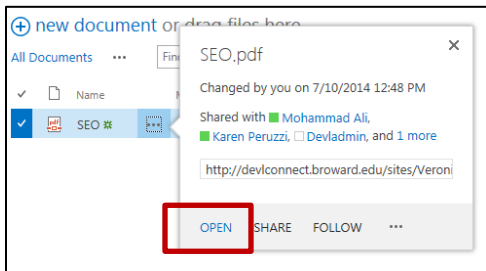 new document or drag files here
All Documents ... Fin
Name
SEO ...
SEO.pdf
Changed by you on 7/10/2014 12:48 PM
Shared with Mohammad Ali,
Karen Peruzzi, Devladmin, and 1 more
http://devlconnect.broward.edu/sites/Veroni
OPEN SHARE FOLLOW ...